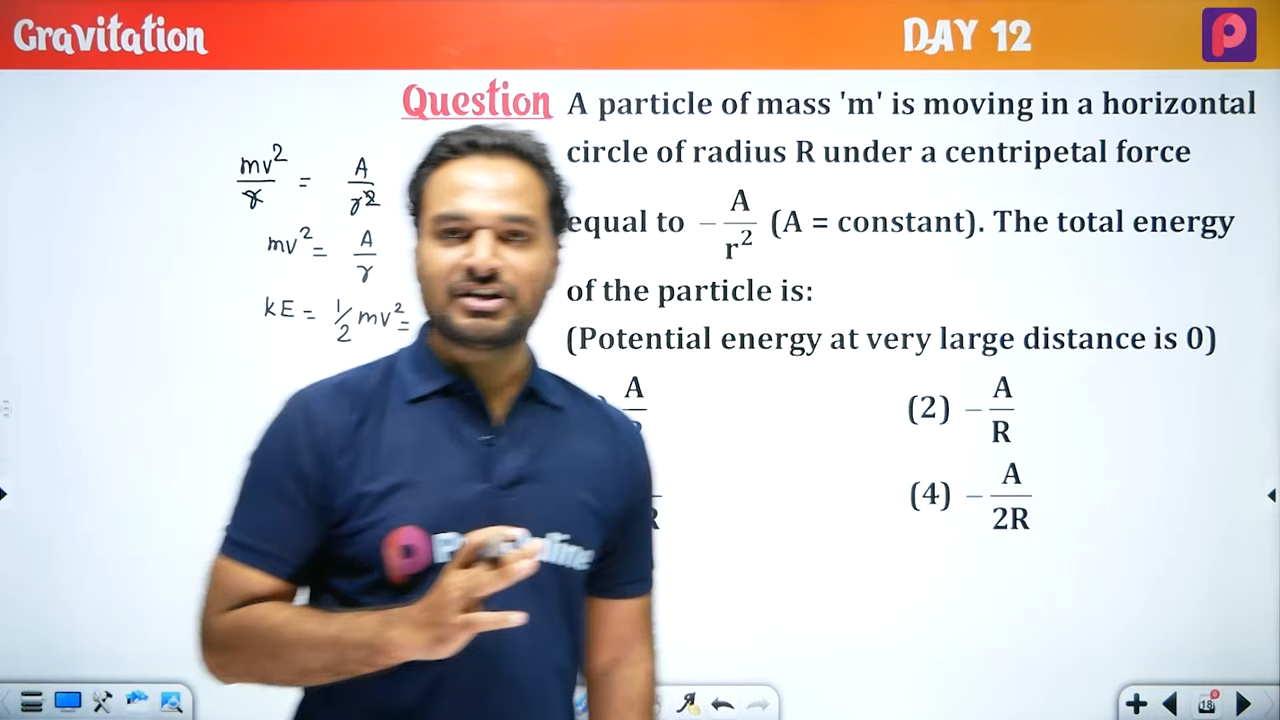 Gravitation
DAY 12
Question A particle of mass 'm' is moving in a horizontal
circle of radius R under a centripetal force
equal to − A/r² (A = constant). The total energy
of the particle is:
(Potential energy at very large distance is 0)
A
(2) − A/R
R
(4) − A/2R
mv²/r = A/r²
mv² = A/r
KE = 1/2 mv² =
18